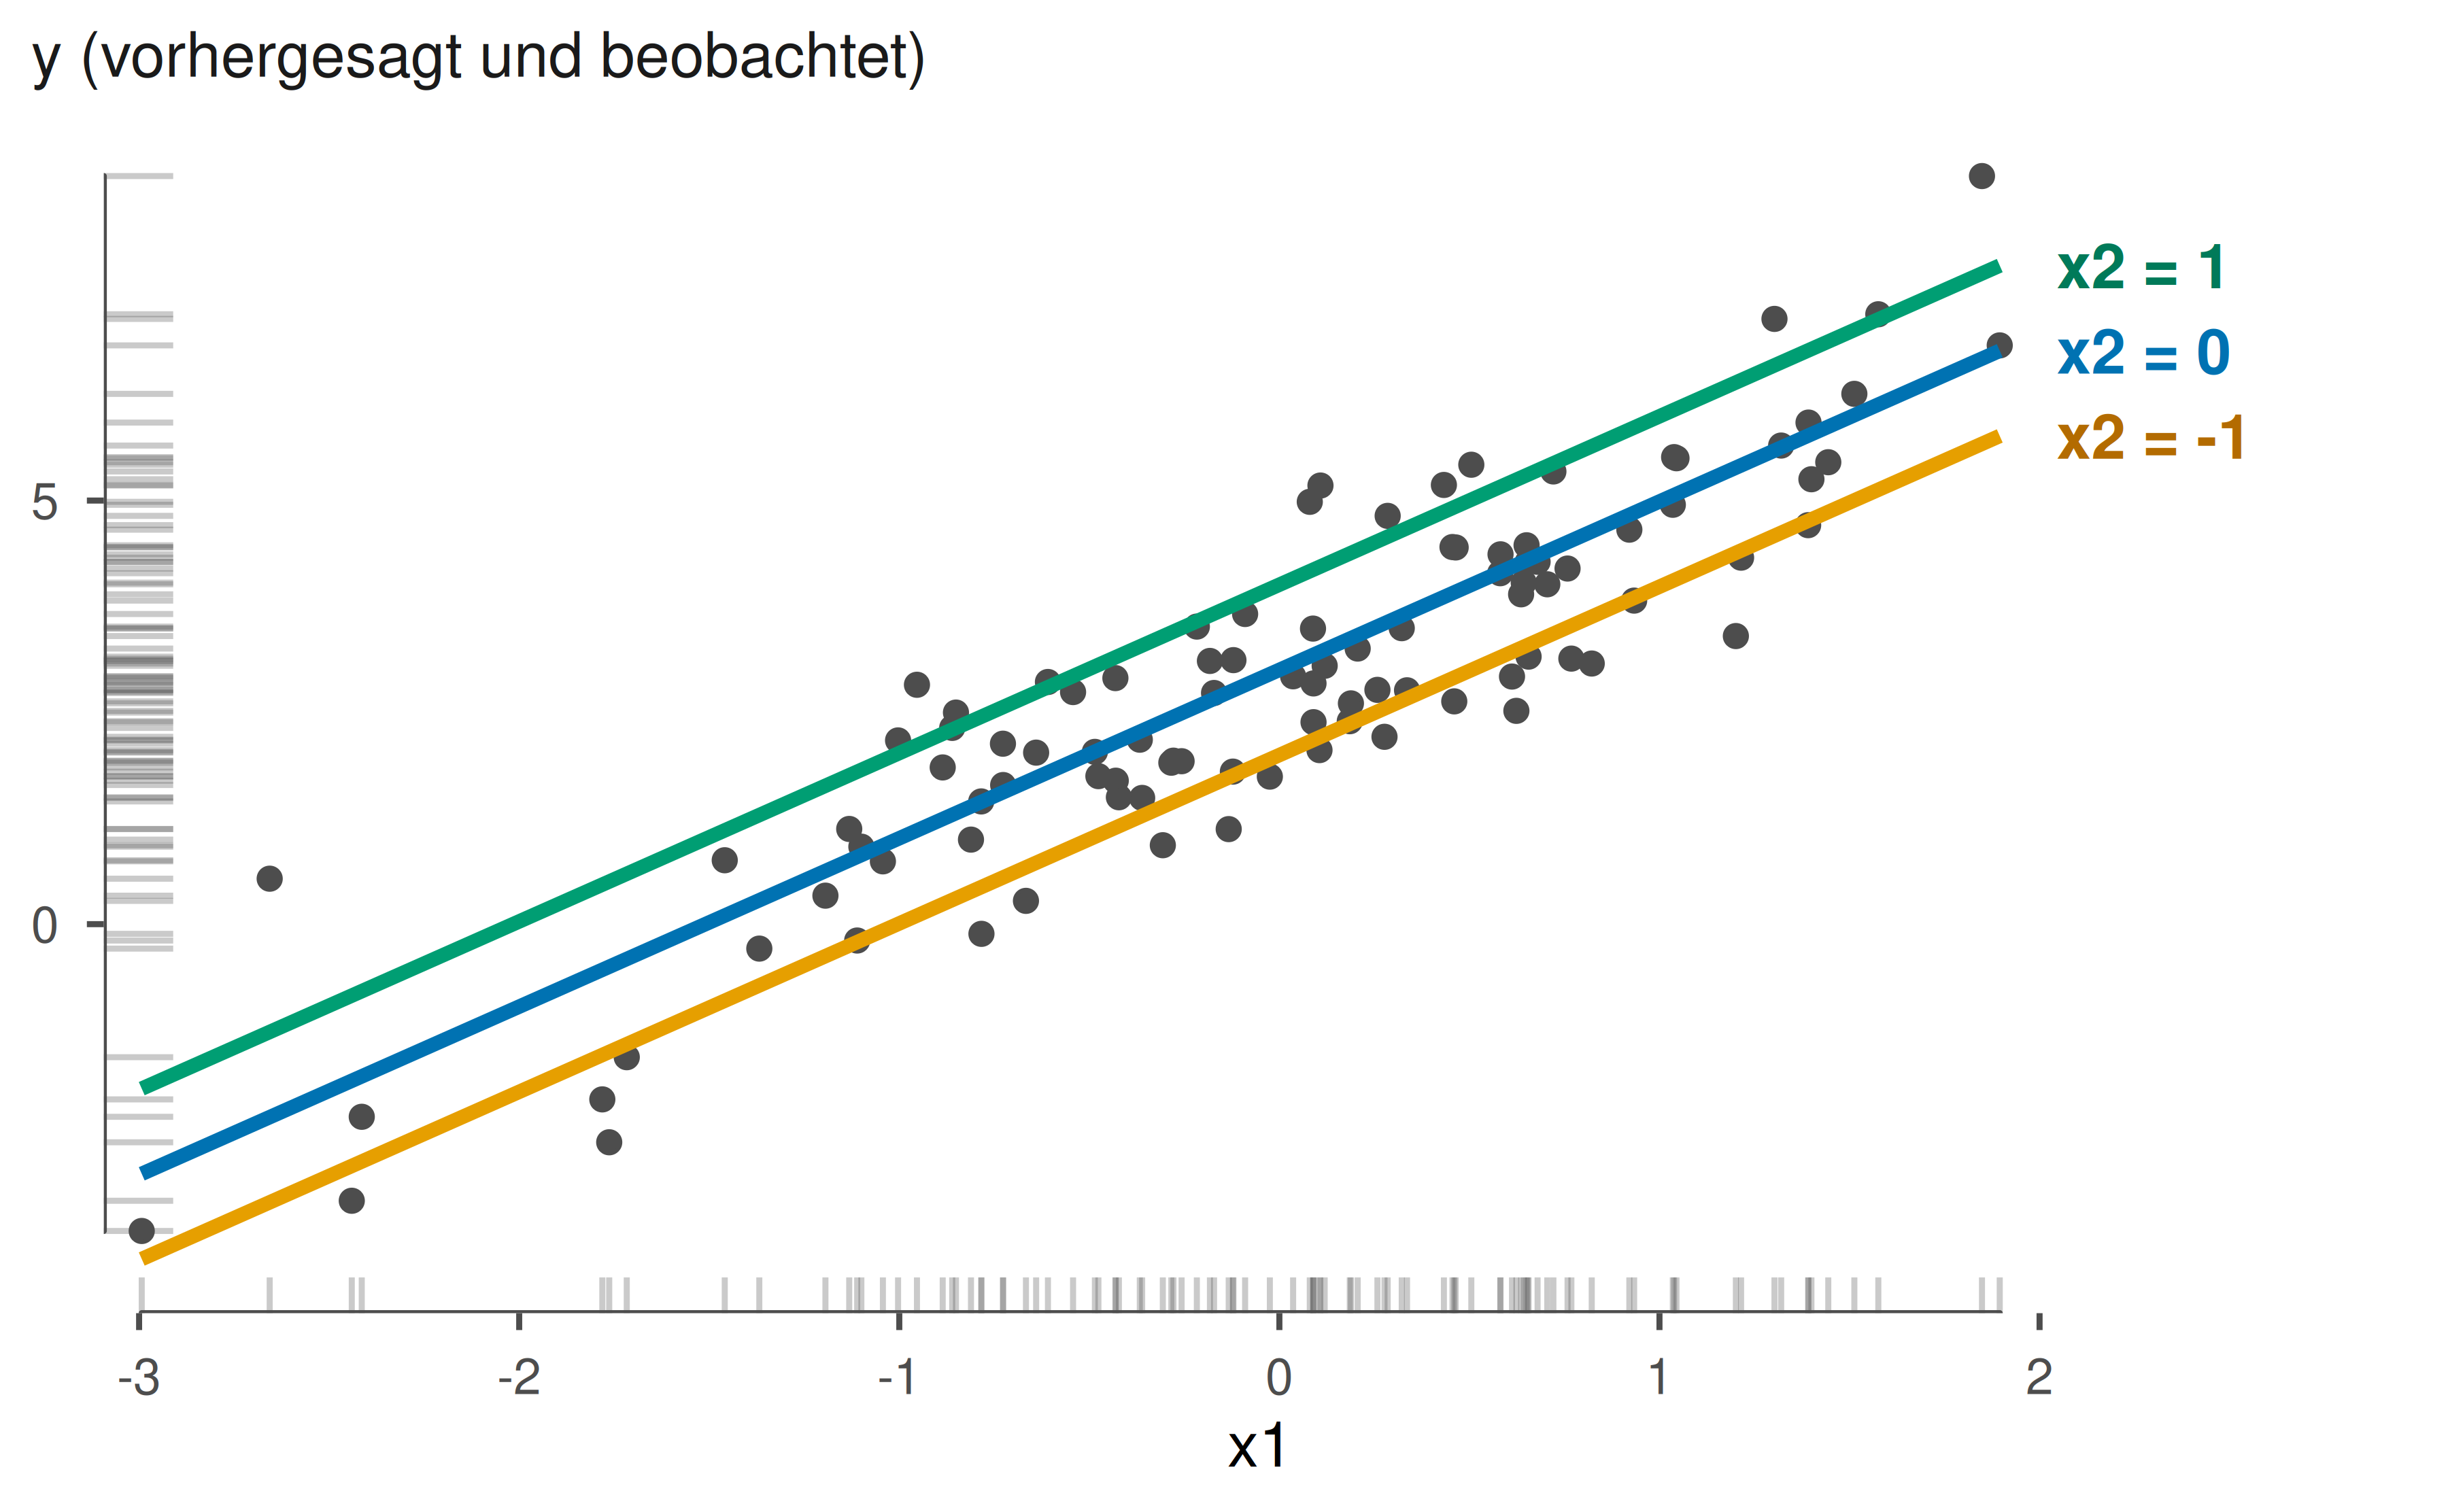 y (vorhergesagt und beobachtet)
x2 = 1
x2 = 0
x2 = -1
5
0
-3 -2 -1 0 1 2
x1